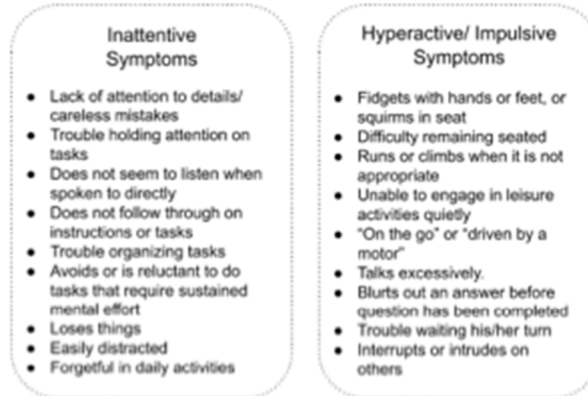 Inattentive
Symptoms
● Lack of attention to details/
careless mistakes
● Trouble holding attention on
tasks
● Does not seem to listen when
spoken to directly
● Does not follow through on
instructions or tasks
● Trouble organizing tasks
● Avoids or is reluctant to do
tasks that require sustained
mental effort
● Loses things
● Easily distracted
● Forgetful in daily activities
Hyperactive/ Impulsive
Symptoms
● Fidgets with hands or feet, or
squirms in seat
● Difficulty remaining seated
● Runs or climbs when it is not
appropriate
● Unable to engage in leisure
activities quietly
● “On the go” or “driven by a
motor”
● Talks excessively.
● Blurts out an answer before
question has been completed
● Trouble waiting his/her turn
● Interrupts or intrudes on
others